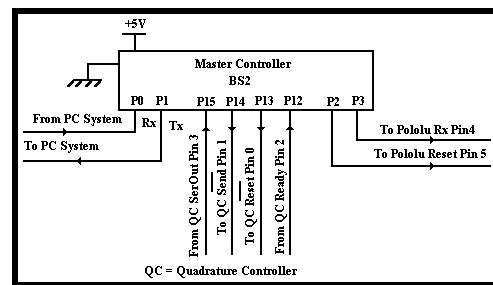 +5V
Master Controller
BS2
P0 P1 P15 P14 P13 P12 P2 P3
From PC System
Rx
Tx
To PC System
From QC SerOut Pin 3
To QC Send Pin 1
To QC Reset Pin 0
From QC Ready Pin 2
To Pololu Rx Pin4
To Pololu Reset Pin 5
QC = Quadrature Controller